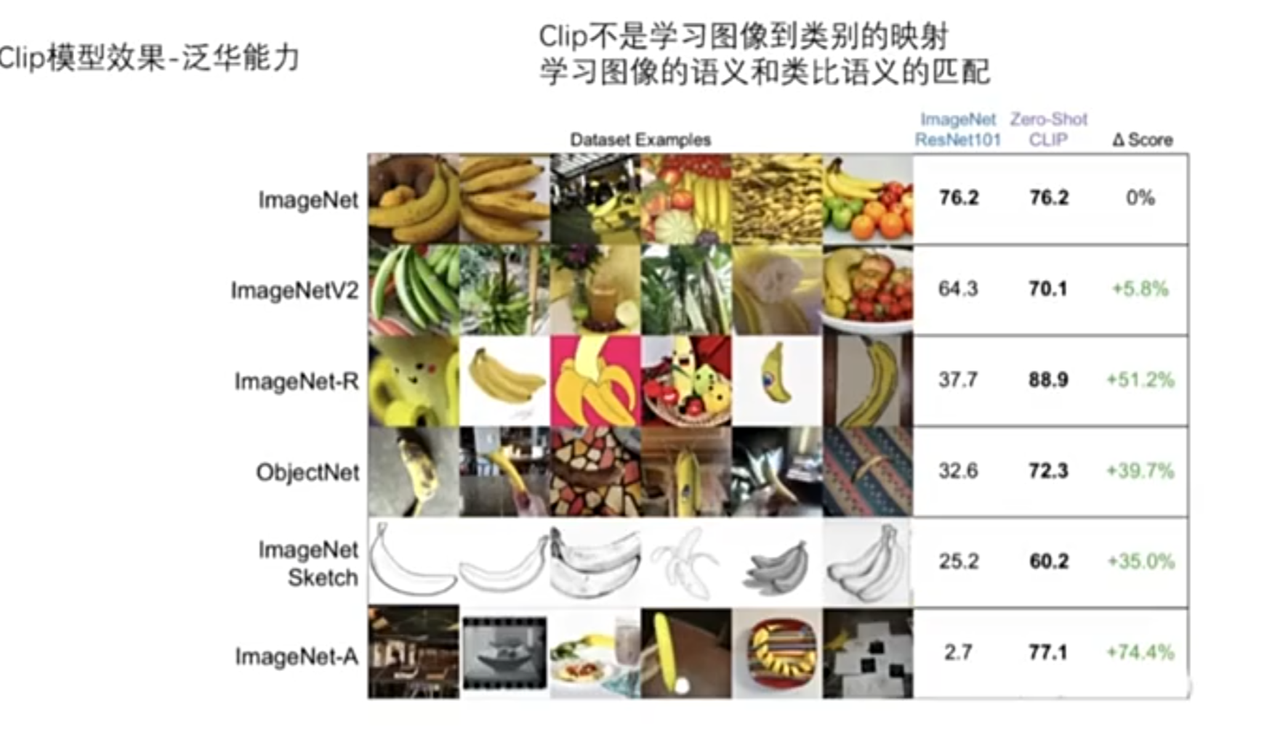 Clip模型效果-泛华能力
Clip不是学习图像到类别的映射
学习图像的语义和类比语义的匹配
Dataset Examples
ImageNet
ResNet101
Zero-Shot
CLIP
Δ Score
ImageNet 76.2 76.2 0%
ImageNetV2 64.3 70.1 +5.8%
ImageNet-R 37.7 88.9 +51.2%
ObjectNet 32.6 72.3 +39.7%
ImageNet
Sketch 25.2 60.2 +35.0%
ImageNet-A 2.7 77.1 +74.4%